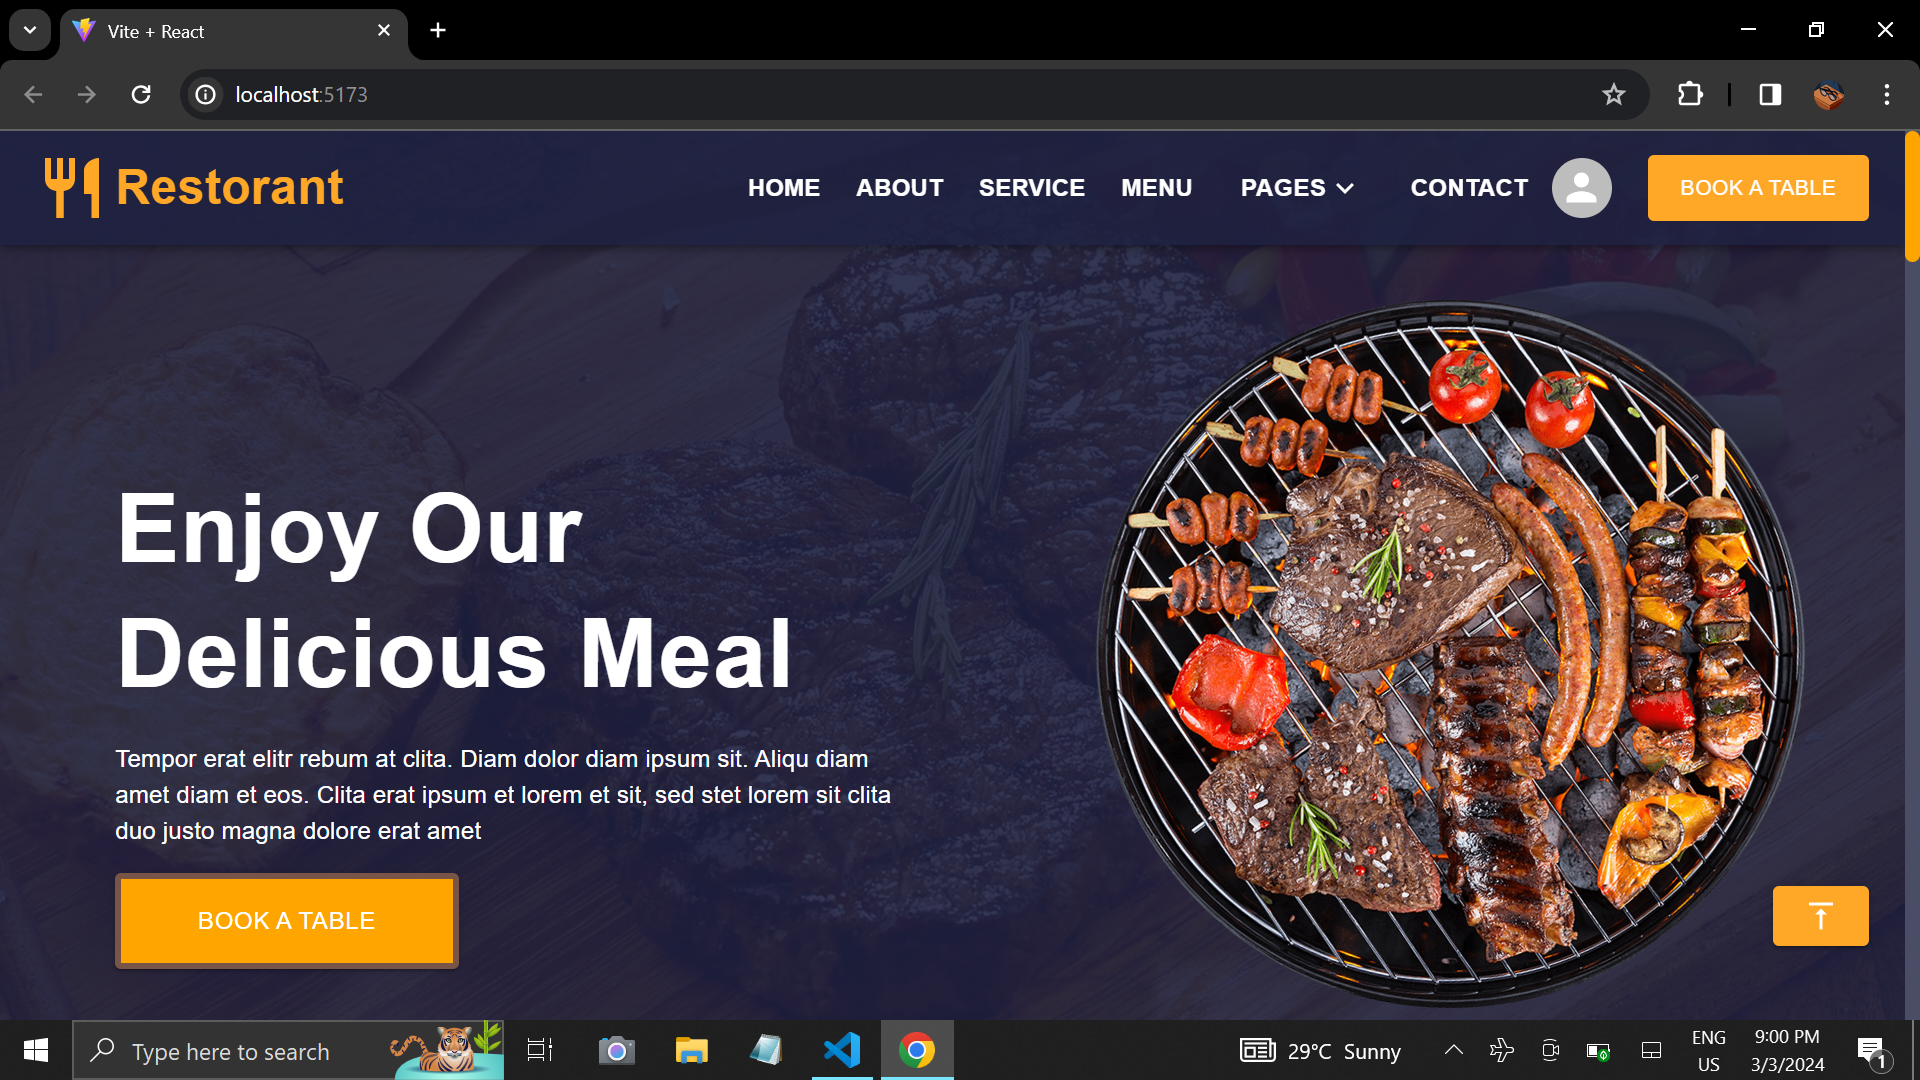 Vite + React
localhost:5173
Restorant
HOME ABOUT SERVICE MENU PAGES CONTACT BOOK A TABLE
Enjoy Our
Delicious Meal
Tempor erat elitr rebum at clita. Diam dolor diam ipsum sit. Aliqu diam
amet diam et eos. Clita erat ipsum et lorem et sit, sed stet lorem sit clita
duo justo magna dolore erat amet
BOOK A TABLE
Type here to search
29°C Sunny
ENG
US
9:00 PM
3/3/2024
1